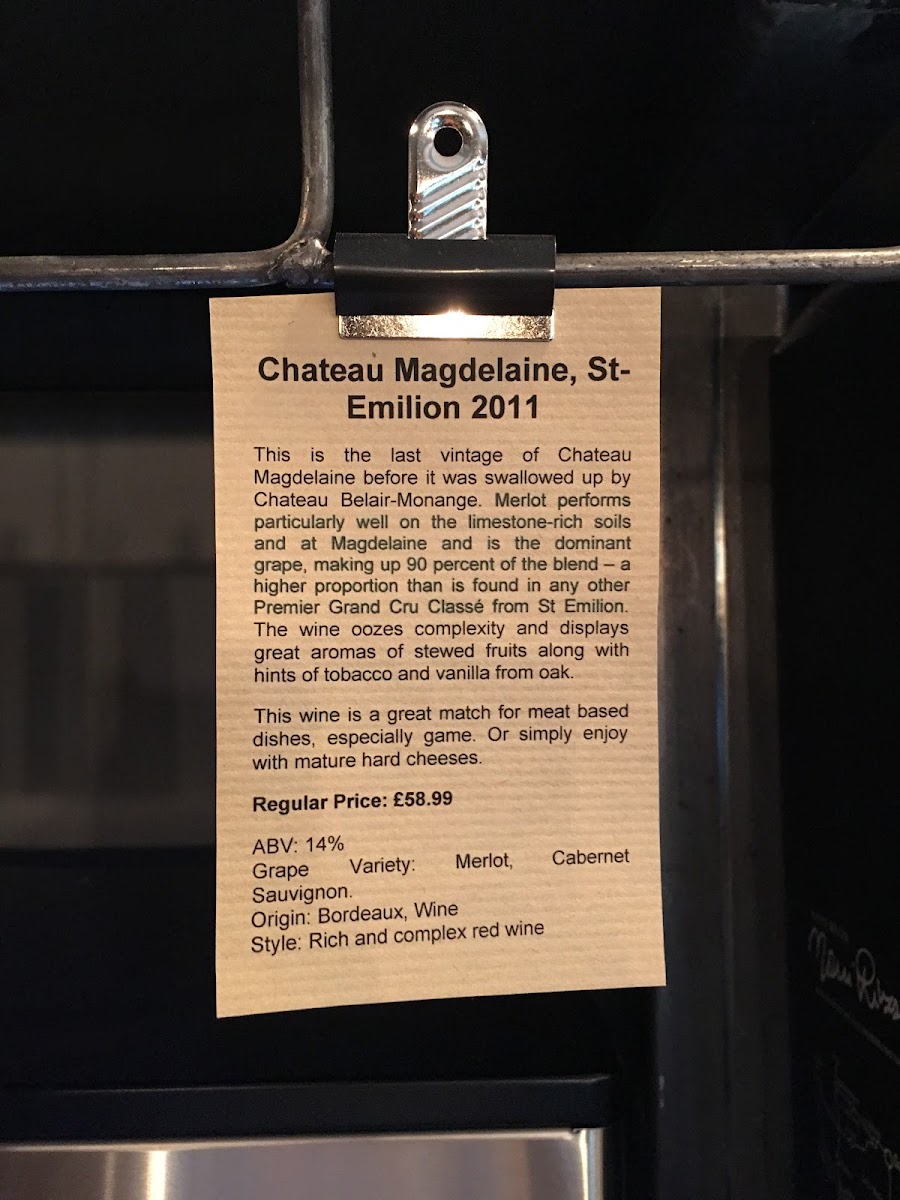 Chateau Magdelaine, St-
Emilion 2011
This is the last vintage of Chateau
Magdelaine before it was swallowed up by
Chateau Belair-Monange. Merlot performs
particularly well on the limestone-rich soils
and at Magdelaine and is the dominant
grape, making up 90 percent of the blend – a
higher proportion than is found in any other
Premier Grand Cru Classé from St Emilion.
The wine oozes complexity and displays
great aromas of stewed fruits along with
hints of tobacco and vanilla from oak.
This wine is a great match for meat based
dishes, especially game. Or simply enjoy
with mature hard cheeses.
Regular Price: £58.99
ABV: 14%
Grape Variety: Merlot, Cabernet
Sauvignon.
Origin: Bordeaux, Wine
Style: Rich and complex red wine